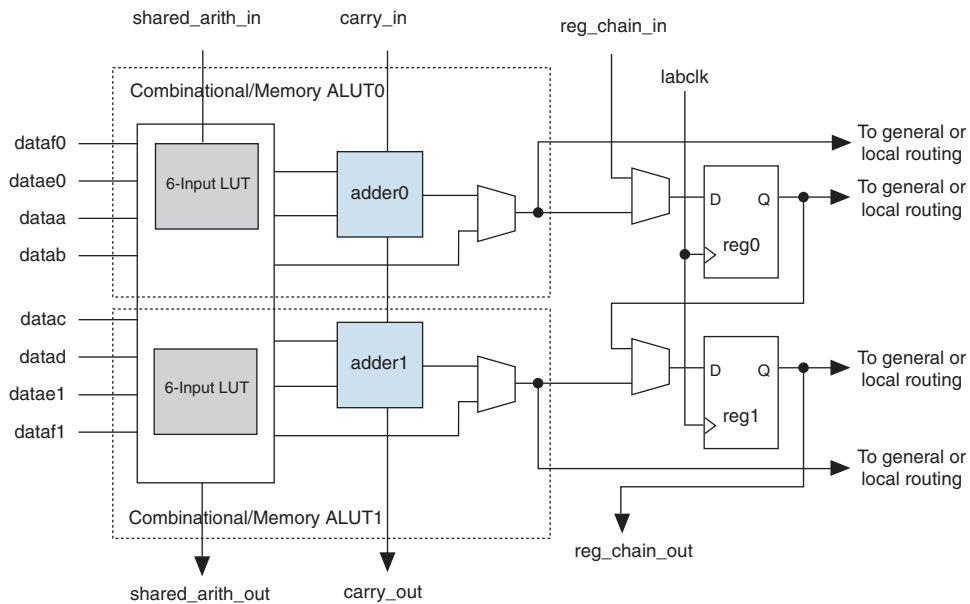 shared_arith_in
carry_in
reg_chain_in
labclk
Combinational/Memory ALUT0
dataf0
datae0
dataa
datab
6-Input LUT
adder0
D
Q
reg0
To general or
local routing
To general or
local routing
datac
datad
datae1
dataf1
6-Input LUT
adder1
D
Q
reg1
To general or
local routing
To general or
local routing
Combinational/Memory ALUT1
shared_arith_out
carry_out
reg_chain_out